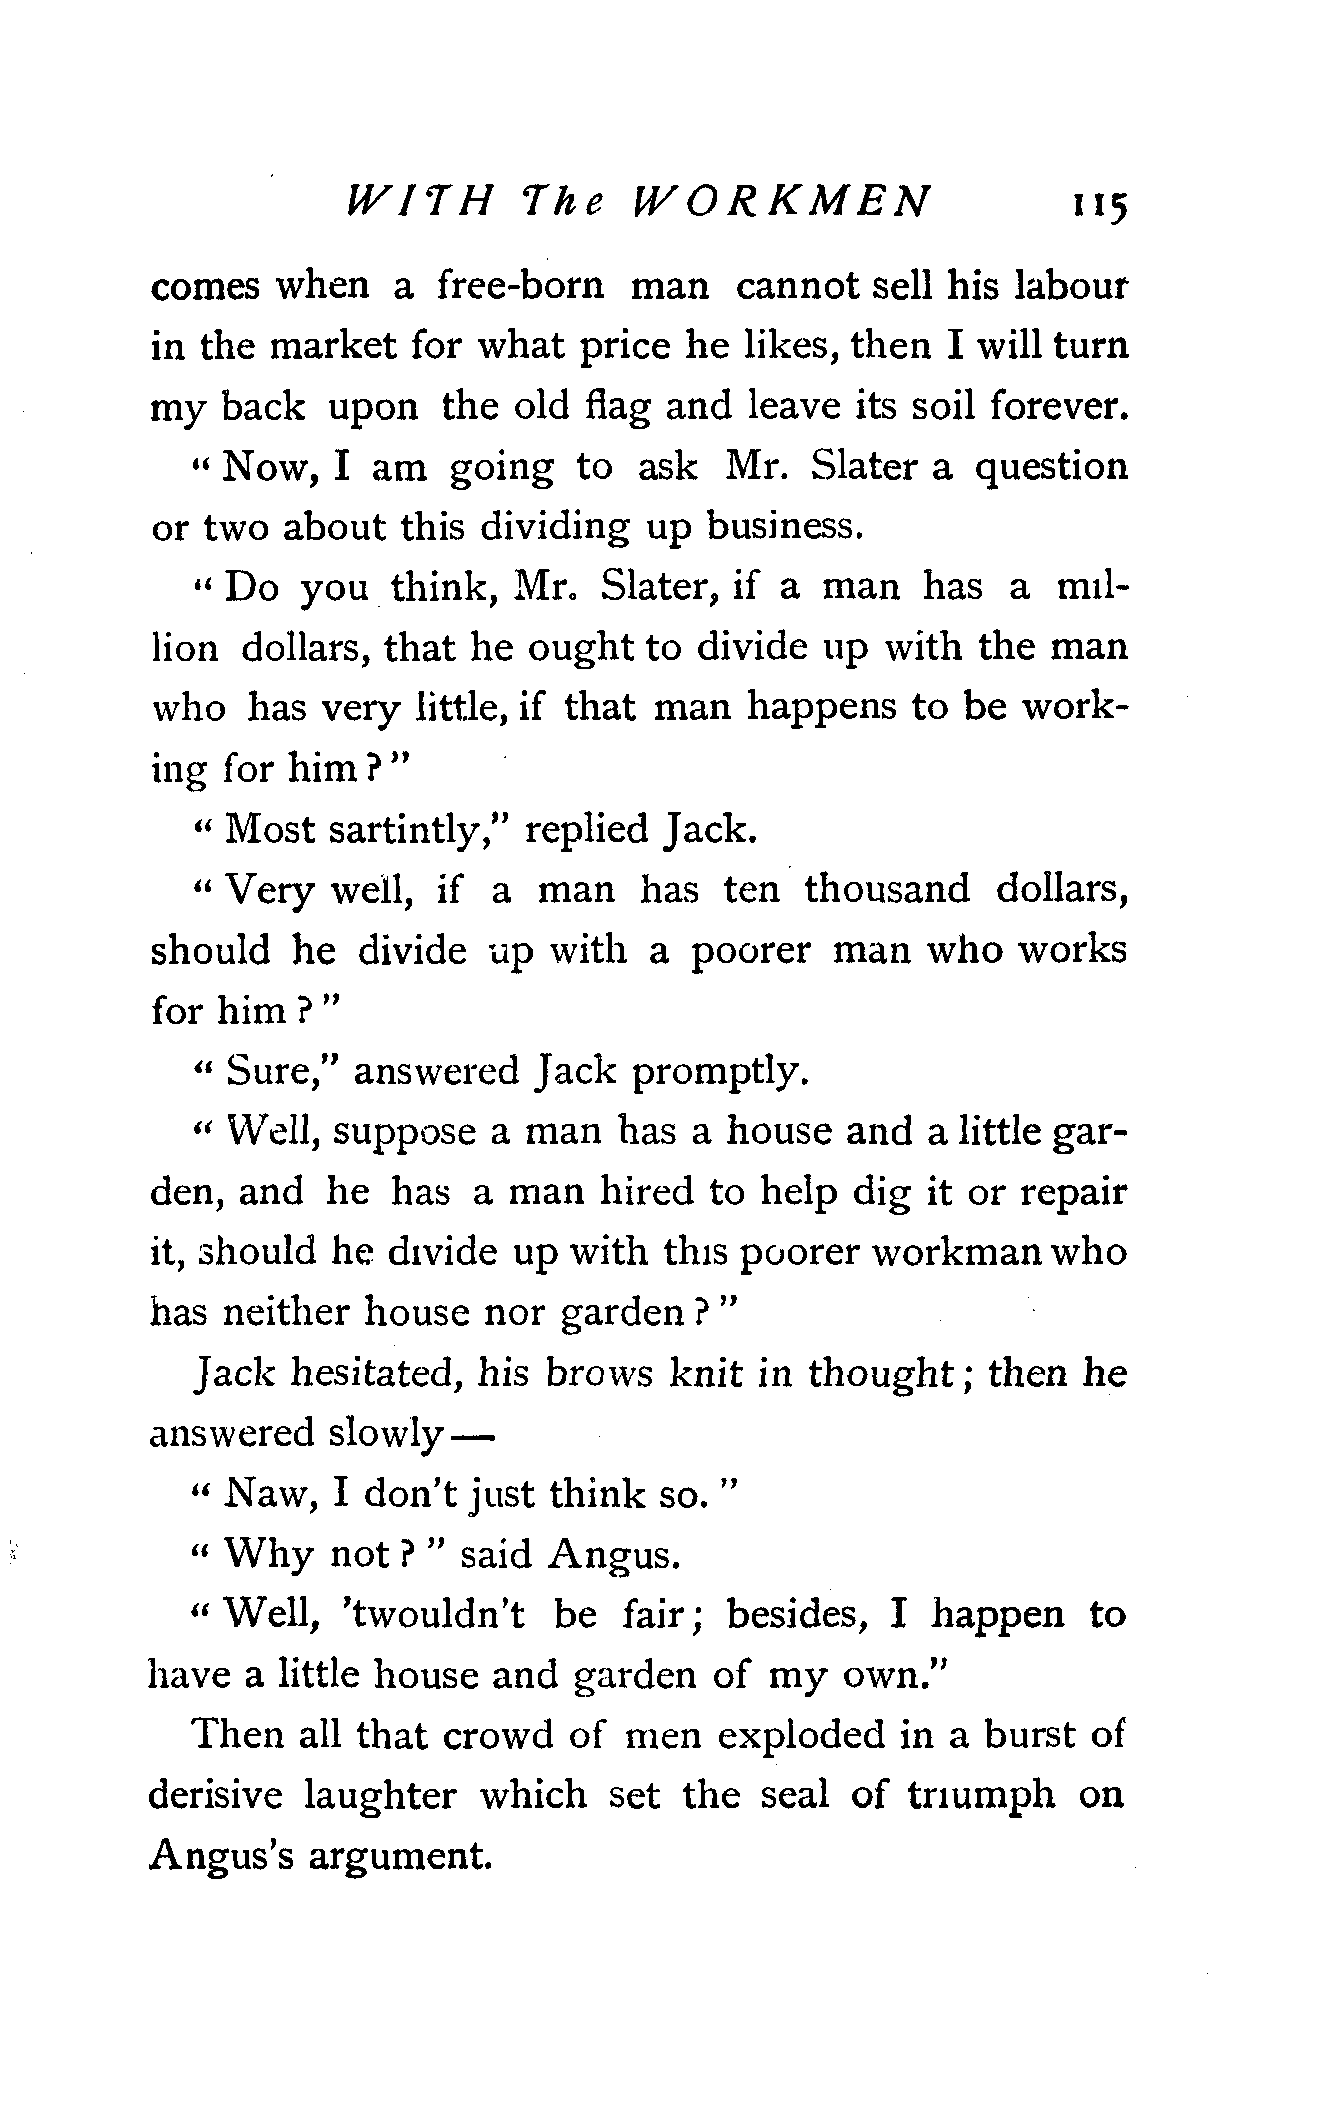 WITH The WORKMEN 115
comes when a free-born man cannot sell his labour
in the market for what price he likes, then I will turn
my back upon the old flag and leave its soil forever.
" Now, I am going to ask Mr. Slater a question
or two about this dividing up business.
" Do you think, Mr. Slater, if a man has a mil-
lion dollars, that he ought to divide up with the man
who has very little, if that man happens to be work-
ing for him ? "
" Most sartintly," replied Jack.
" Very well, if a man has ten thousand dollars,
should he divide up with a poorer man who works
for him ? "
" Sure," answered Jack promptly.
" Well, suppose a man has a house and a little gar-
den, and he has a man hired to help dig it or repair
it, should he divide up with this poorer workman who
has neither house nor garden ? "
Jack hesitated, his brows knit in thought ; then he
answered slowly—
" Naw, I don't just think so. "
" Why not ? " said Angus.
" Well, 'twouldn't be fair ; besides, I happen to
have a little house and garden of my own."
Then all that crowd of men exploded in a burst of
derisive laughter which set the seal of triumph on
Angus's argument.